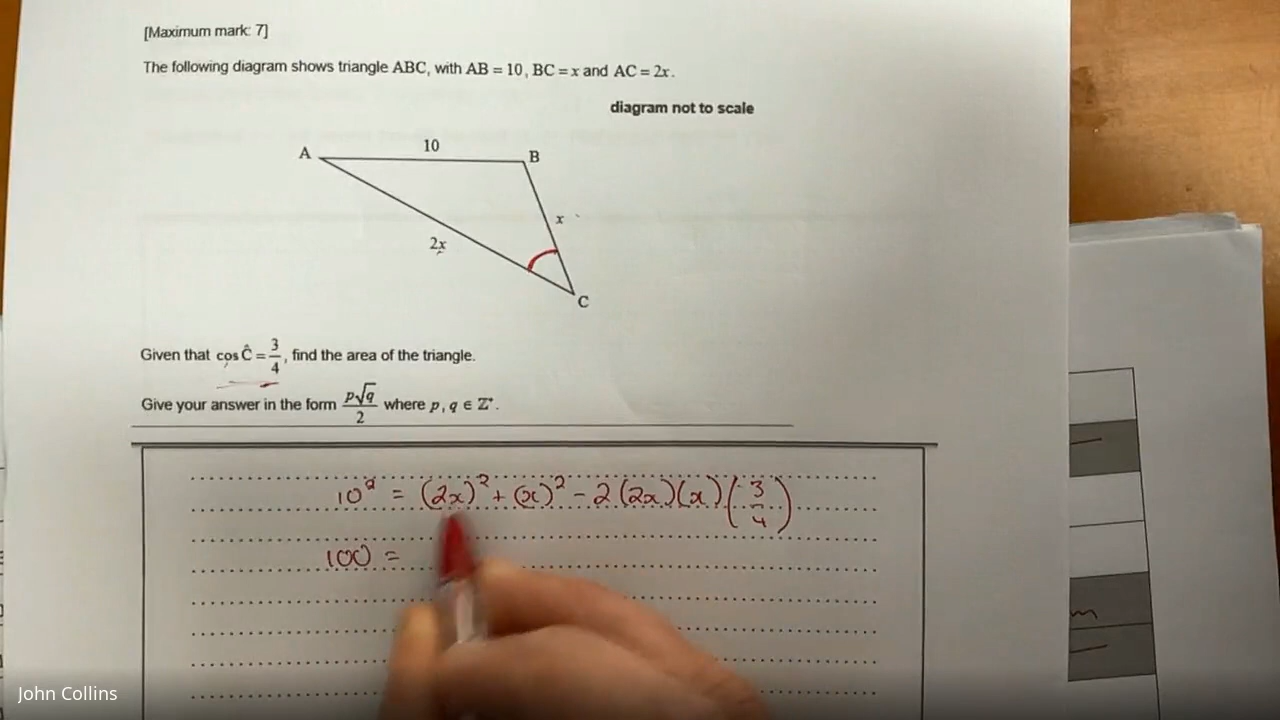 [Maximum mark: 7]
The following diagram shows triangle ABC, with AB = 10, BC = x and AC = 2x.
diagram not to scale
A
10
B
x
2x
C
Given that cos Ĉ = 3/4, find the area of the triangle.
Give your answer in the form p√q/2 where p, q ∈ ℤ⁺.
10² = (2x)² + (x)² - 2(2x)(x)(3/4)
100 =
John Collins